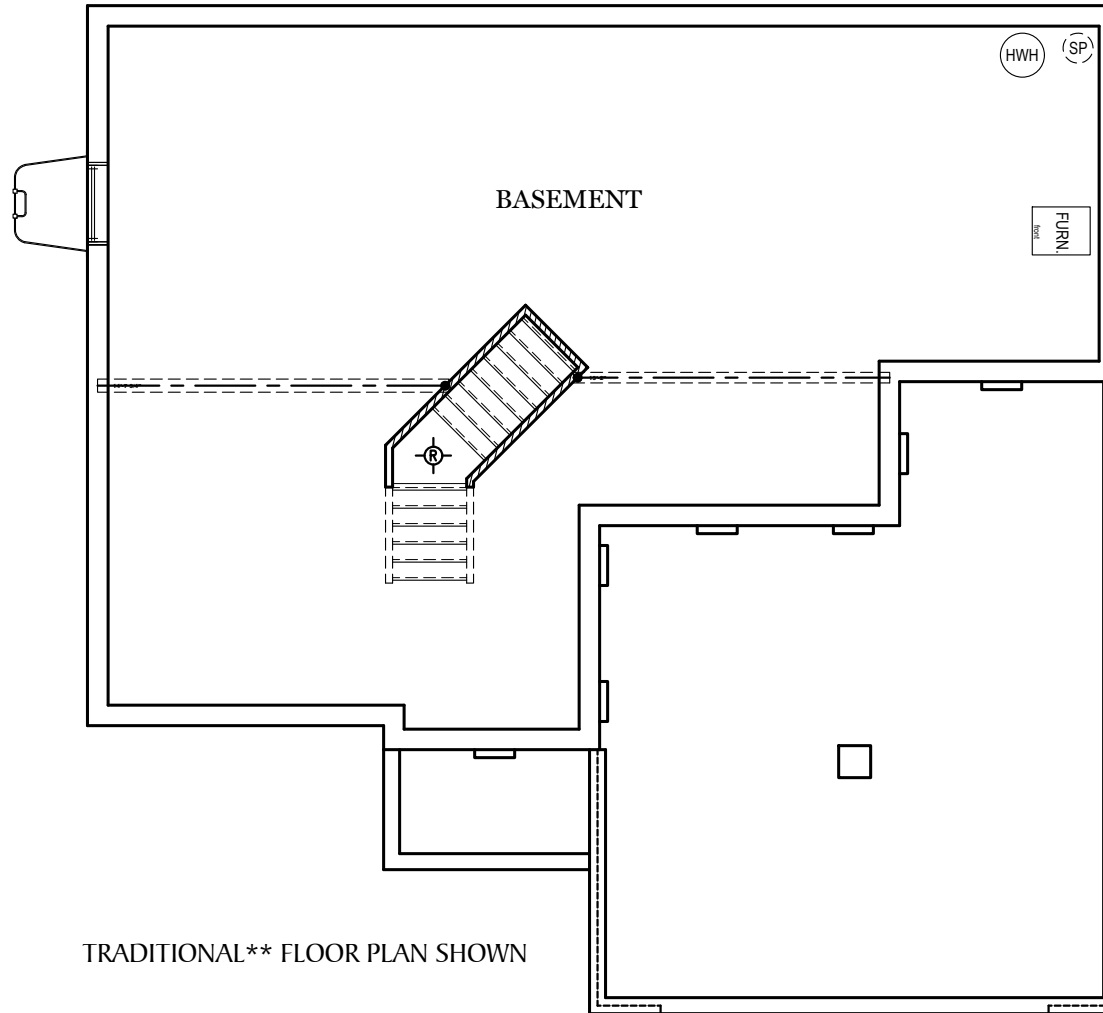 HWH
SP
BASEMENT
FURN.
front
R
TRADITIONAL** FLOOR PLAN SHOWN